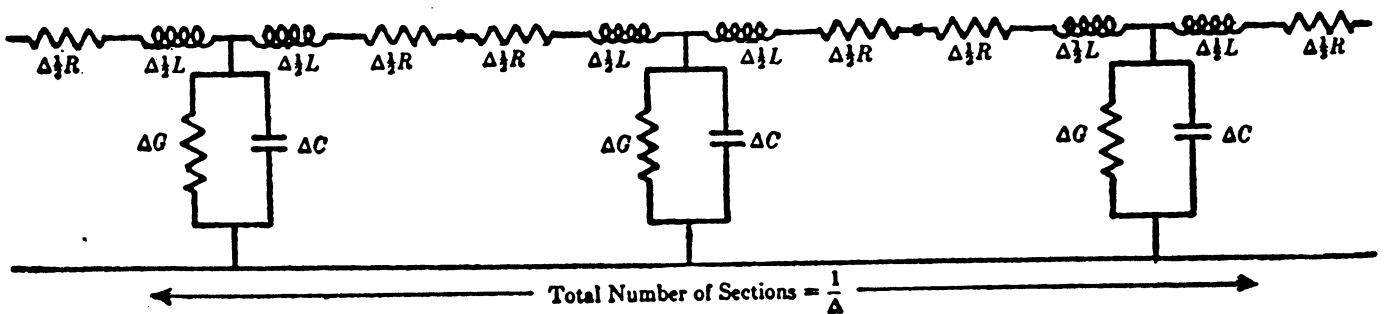 Δ½R Δ½L Δ½L Δ½R Δ½R Δ½L Δ½L Δ½R Δ½R Δ½L Δ½L Δ½R
ΔG ΔC ΔG ΔC ΔG ΔC
Total Number of Sections = 1/Δ